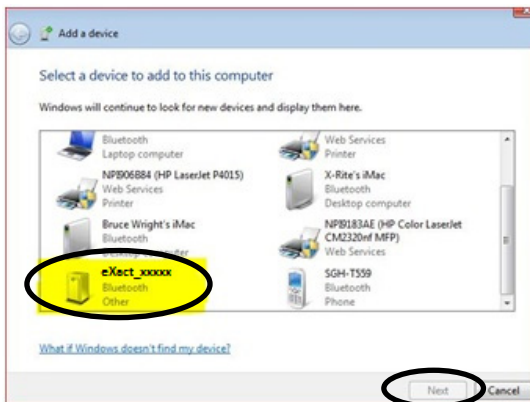 Add a device
Select a device to add to this computer
Windows will continue to look for new devices and display them here.
Bluetooth
Laptop computer
Web Services
Printer
NPI906B84 (HP LaserJet P4015)
Web Services
Printer
X-Rite's iMac
Bluetooth
Desktop computer
Bruce Wright's iMac
Bluetooth
Desktop computer
NPI9183AE (HP Color LaserJet
CM2320nf MFP)
Web Services
eXact_xxxxx
Bluetooth
Other
SGH-T559
Bluetooth
Phone
What if Windows doesn't find my device?
Next
Cancel